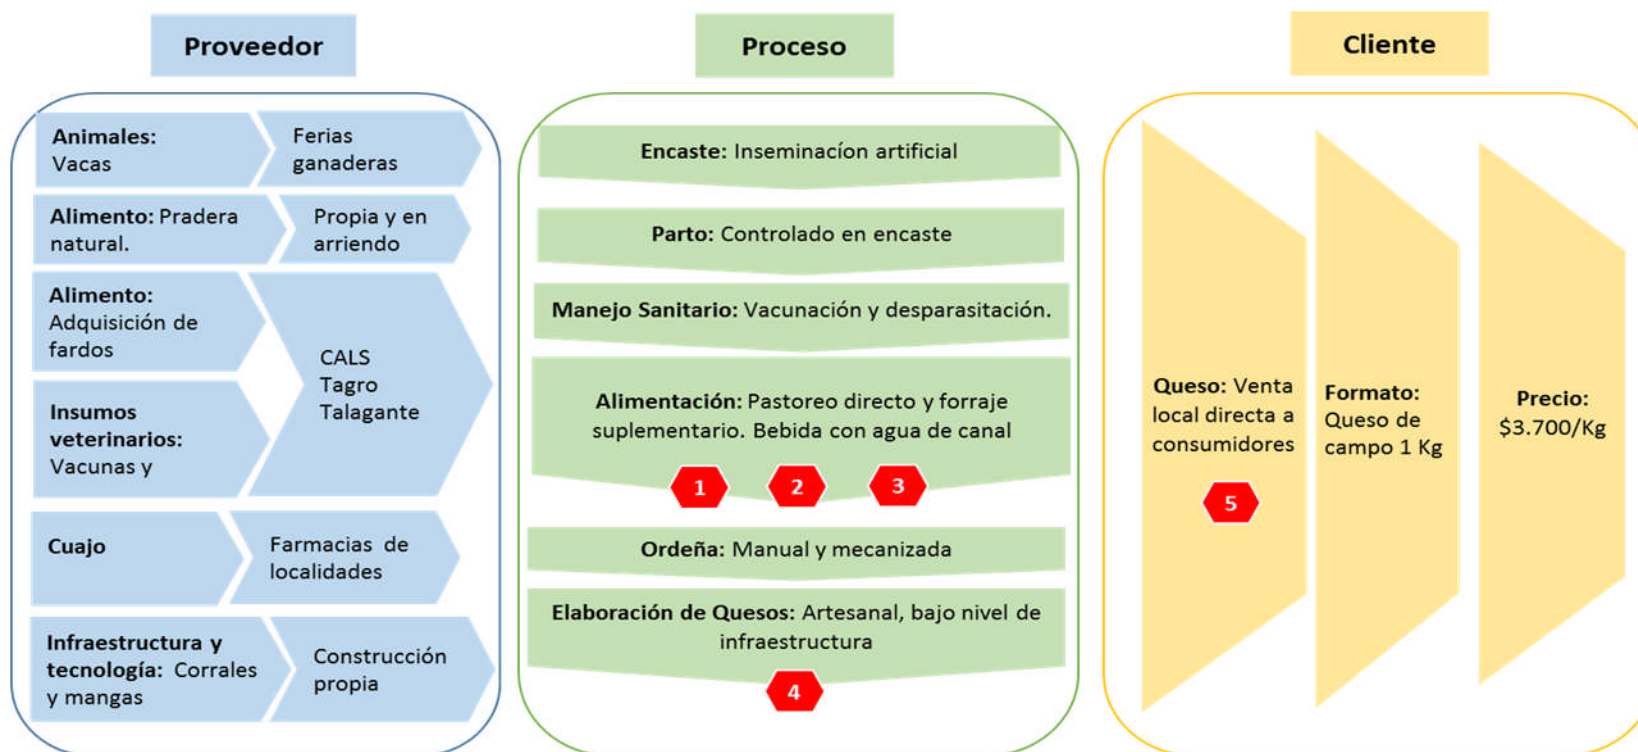 Proveedor
Animales:
Vacas
Ferias
ganaderas
Alimento: Pradera
natural.
Propia y en
arriendo
Alimento:
Adquisición de
fardos
Insumos
veterinarios:
Vacunas y
CALS
Tagro
Talagante
Cuajo
Farmacias de
localidades
Infraestructura y
tecnología: Corrales
y mangas
Construcción
propia
Proceso
Encaste: Inseminacíon artificial
Parto: Controlado en encaste
Manejo Sanitario: Vacunación y desparasitación.
Alimentación: Pastoreo directo y forraje
suplementario. Bebida con agua de canal
1 2 3
Ordeña: Manual y mecanizada
Elaboración de Quesos: Artesanal, bajo nivel de
infraestructura
4
Cliente
Queso: Venta
local directa a
consumidores
5
Formato:
Queso de
campo 1 Kg
Precio:
$3.700/Kg